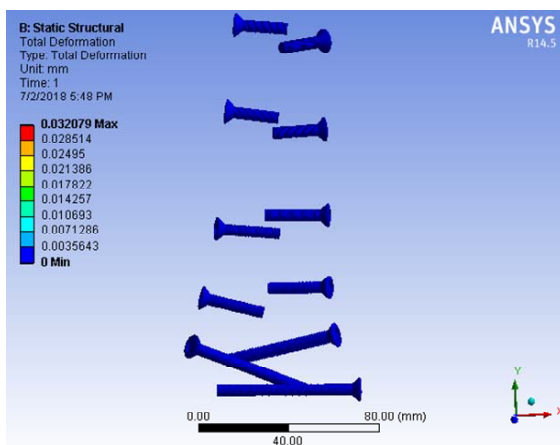 B: Static Structural
Total Deformation
Type: Total Deformation
Unit: mm
Time: 1
7/2/2018 5:48 PM
0.032079 Max
0.028514
0.02495
0.021386
0.017822
0.014257
0.010693
0.0071286
0.0035643
0 Min
ANSYS
R14.5
0.00
80.00 (mm)
40.00
Y
X